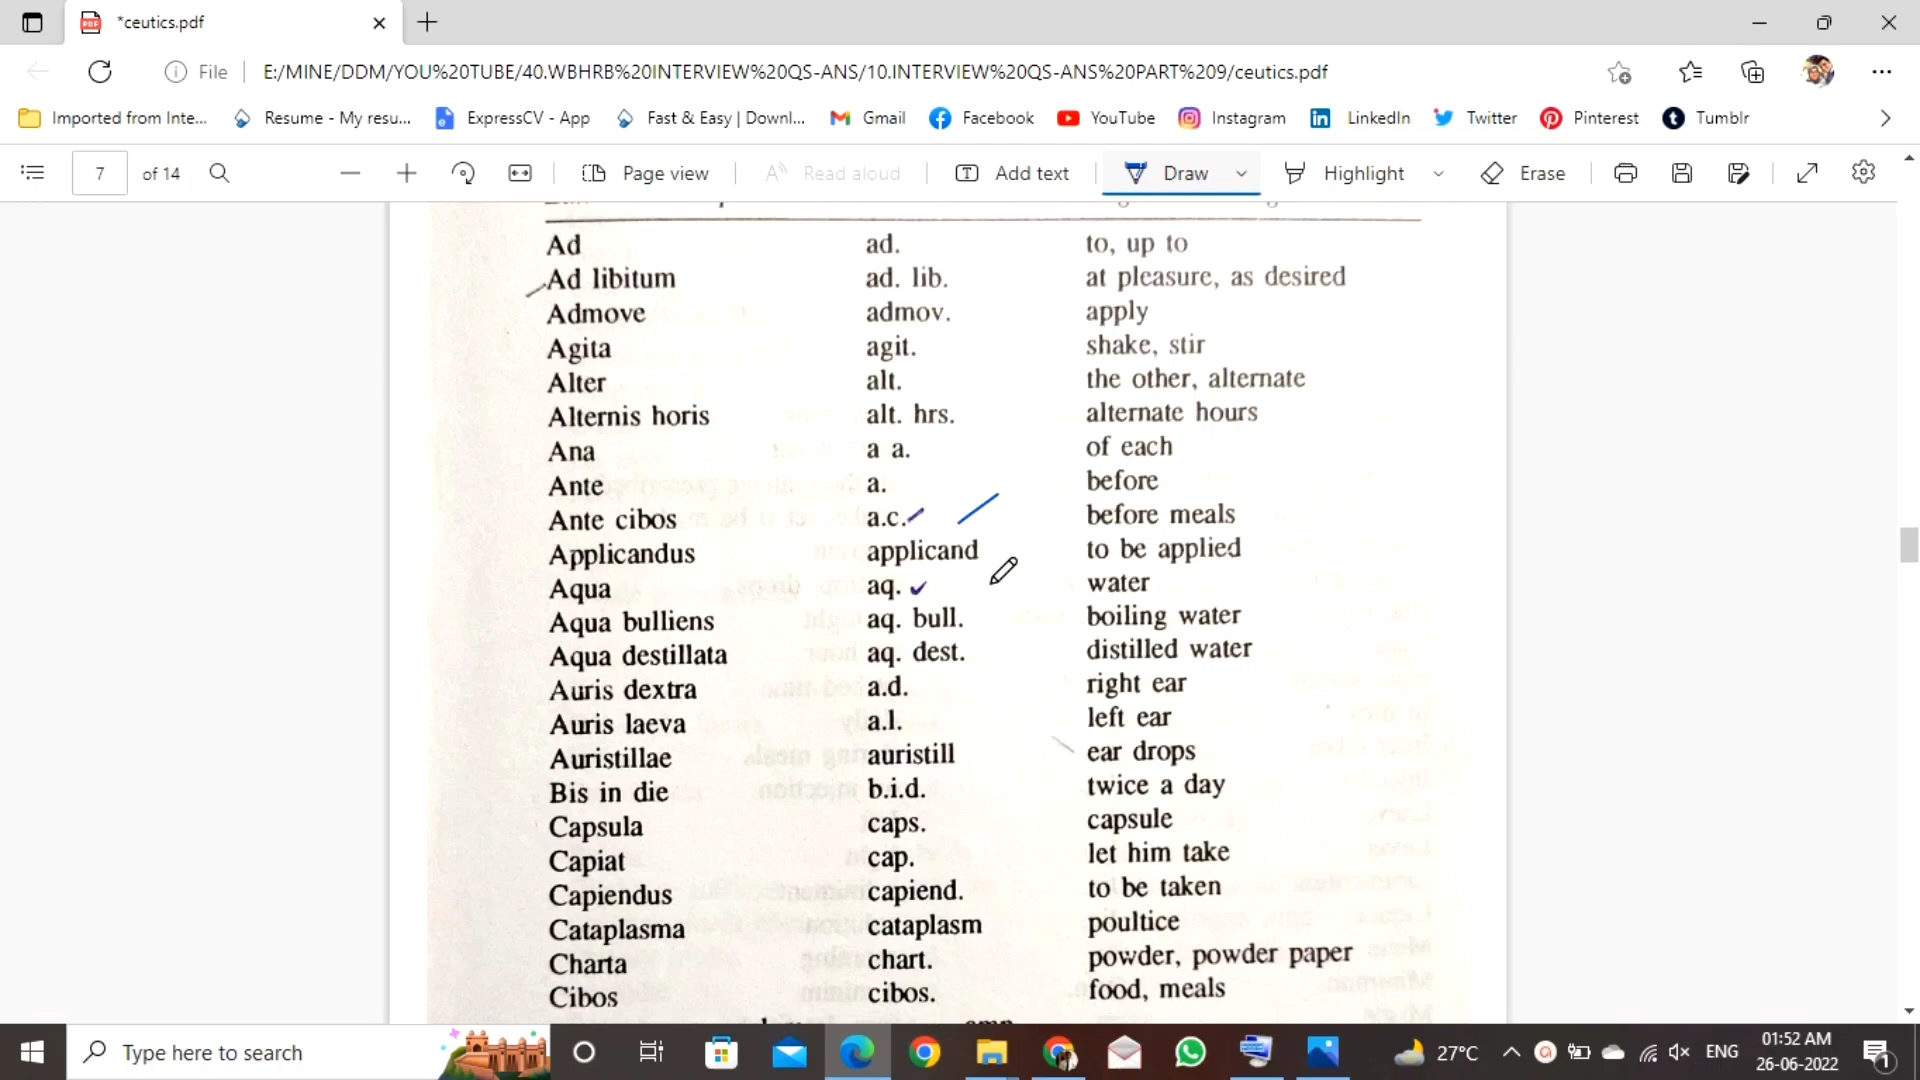 *ceutics.pdf
File E:/MINE/DDM/YOU%20TUBE/40.WBHRB%20INTERVIEW%20QS-ANS/10.INTERVIEW%20QS-ANS%20PART%209/ceutics.pdf
Imported from Inte... Resume - My resu... ExpressCV - App Fast & Easy | Downl... Gmail Facebook YouTube Instagram LinkedIn Twitter Pinterest Tumblr
7 of 14 Page view Read aloud Add text Draw Highlight Erase
Ad ad. to, up to
Ad libitum ad. lib. at pleasure, as desired
Admove admov. apply
Agita agit. shake, stir
Alter alt. the other, alternate
Alternis horis alt. hrs. alternate hours
Ana a a. of each
Ante a. before
Ante cibos a.c. before meals
Applicandus applicand to be applied
Aqua aq. water
Aqua bulliens aq. bull. boiling water
Aqua destillata aq. dest. distilled water
Auris dextra a.d. right ear
Auris laeva a.l. left ear
Auristillae auristill ear drops
Bis in die b.i.d. twice a day
Capsula caps. capsule
Capiat cap. let him take
Capiendus capiend. to be taken
Cataplasma cataplasm poultice
Charta chart. powder, powder paper
Cibos cibos. food, meals
Type here to search 27°C ENG 01:52 AM
26-06-2022 1